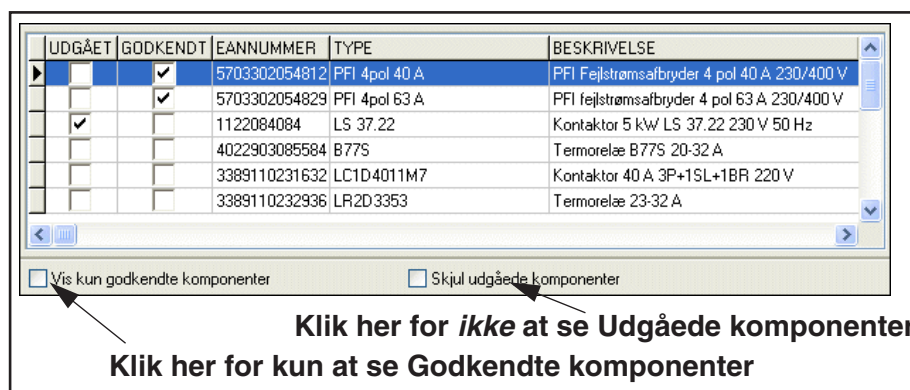 UDGÅET GODKENDT EANNUMMER TYPE BESKRIVELSE
5703302054812 PFI 4pol 40 A PFI Fejlstrømsafbryder 4 pol 40 A 230/400 V
5703302054829 PFI 4pol 63 A PFI fejlstrømsafbryder 4 pol 63 A 230/400 V
1122084084 LS 37.22 Kontaktor 5 kW LS 37.22 230 V 50 Hz
4022903085584 B77S Termorelæ B77S 20-32 A
3389110231632 LC1D4011M7 Kontaktor 40 A 3P+1SL+1BR 220 V
3389110232936 LR2D3353 Termorelæ 23-32 A
Vis kun godkendte komponenter Skjul udgåede komponenter
Klik her for ikke at se Udgåede komponenter
Klik her for kun at se Godkendte komponenter